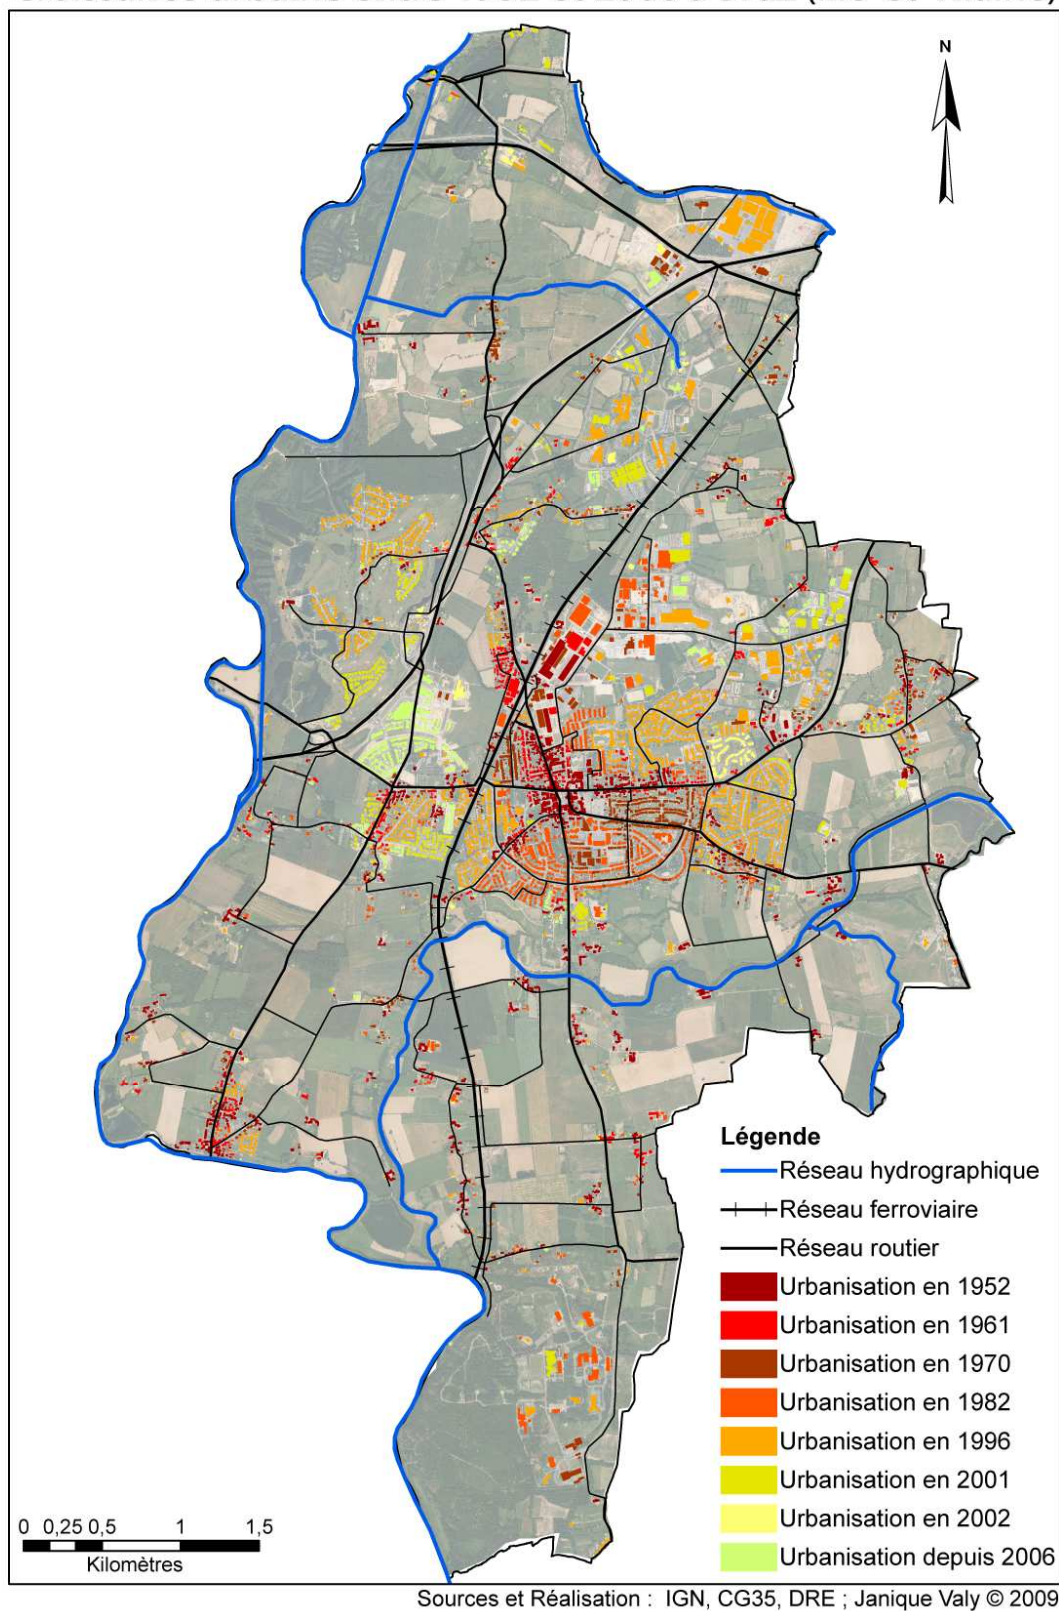 N
Légende
Réseau hydrographique
Réseau ferroviaire
Réseau routier
Urbanisation en 1952
Urbanisation en 1961
Urbanisation en 1970
Urbanisation en 1982
Urbanisation en 1996
Urbanisation en 2001
Urbanisation en 2002
Urbanisation depuis 2006
0 0,25 0,5 1 1,5
Kilomètres
Sources et Réalisation : IGN, CG35, DRE ; Janique Valy © 2009